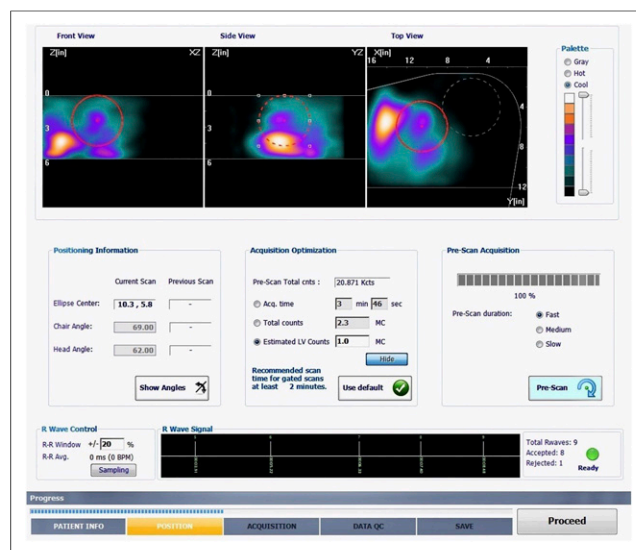 Front View Side View Top View
Z[in] XZ Z[in] YZ X[in]
16 12 8 4
0 0
4
3 3
8
6 6
12
Y[in]
Palette
Gray
Hot
Cool
Positioning Information
Current Scan Previous Scan
Ellipse Center: 10.3 , 5.8 -
Chair Angle: 69.00 -
Head Angle: 62.00 -
Show Angles
Acquisition Optimization
Pre-Scan Total cnts : 20.871 Kcts
Acq. time 3 min 46 sec
Total counts 2.3 MC
Estimated LV Counts 1.0 MC
Hide
Recommended scan
time for gated scans
at least 2 minutes.
Use default
Pre-Scan Acquisition
100 %
Pre-Scan duration: Fast
Medium
Slow
Pre-Scan
R Wave Control
R-R Window +/- 20 %
R-R Avg. 0 ms (0 BPM)
Sampling
R Wave Signal
Total Rwaves: 9
Accepted: 8
Rejected: 1
Ready
Progress
PATIENT INFO POSITION ACQUISITION DATA QC SAVE
Proceed